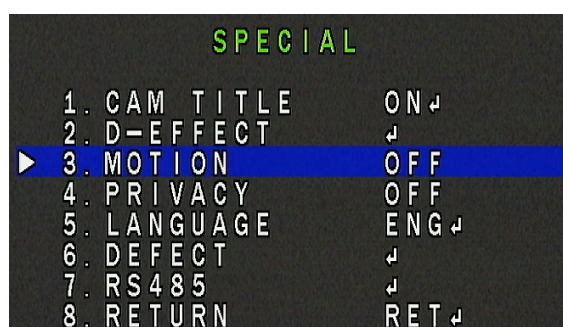 SPECIAL
1. CAM TITLE ON↲
2. D-EFFECT ↲
3. MOTION OFF
4. PRIVACY OFF
5. LANGUAGE ENG↲
6. DEFECT ↲
7. RS485 ↲
8. RETURN RET↲